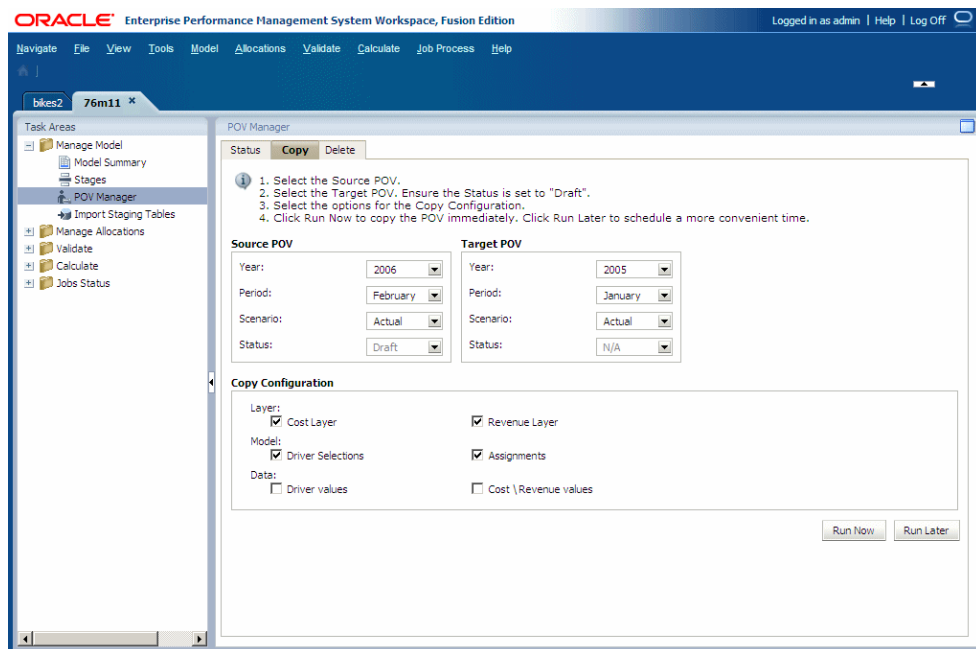 ORACLE Enterprise Performance Management System Workspace, Fusion Edition
Logged in as admin | Help | Log Off
Navigate File View Tools Model Allocations Validate Calculate Job Process Help
bikes2 76m11 ×
Task Areas
Manage Model
Model Summary
Stages
POV Manager
Import Staging Tables
Manage Allocations
Validate
Calculate
Jobs Status
POV Manager
Status Copy Delete
1. Select the Source POV.
2. Select the Target POV. Ensure the Status is set to "Draft".
3. Select the options for the Copy Configuration.
4. Click Run Now to copy the POV immediately. Click Run Later to schedule a more convenient time.
Source POV
Year: 2006
Period: February
Scenario: Actual
Status: Draft
Target POV
Year: 2005
Period: January
Scenario: Actual
Status: N/A
Copy Configuration
Layer:
Cost Layer Revenue Layer
Model:
Driver Selections Assignments
Data:
Driver values Cost \Revenue values
Run Now Run Later